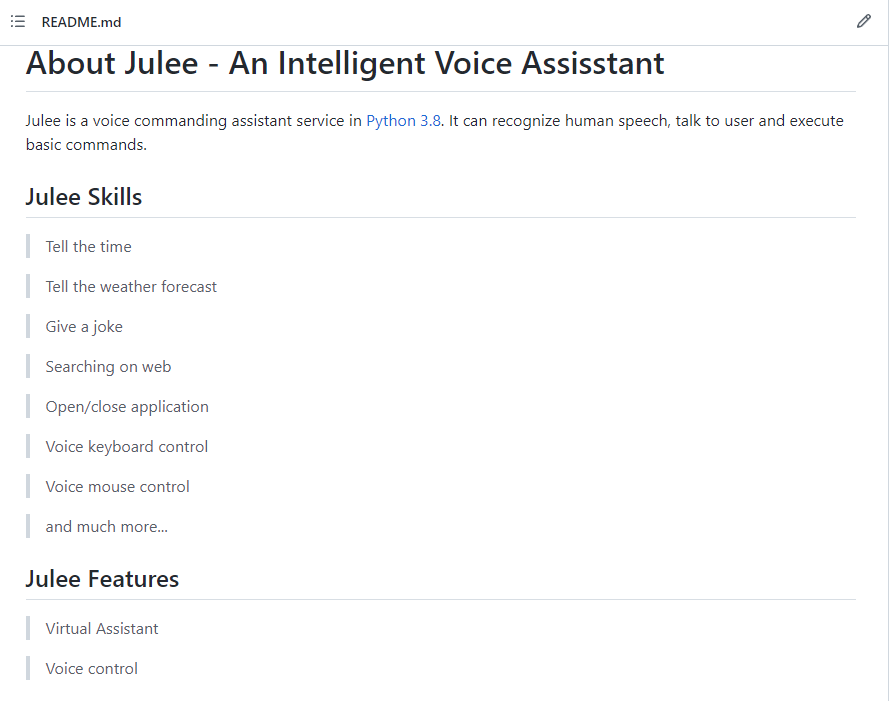 README.md
About Julee - An Intelligent Voice Assisstant
Julee is a voice commanding assistant service in Python 3.8. It can recognize human speech, talk to user and execute
basic commands.
Julee Skills
Tell the time
Tell the weather forecast
Give a joke
Searching on web
Open/close application
Voice keyboard control
Voice mouse control
and much more...
Julee Features
Virtual Assistant
Voice control